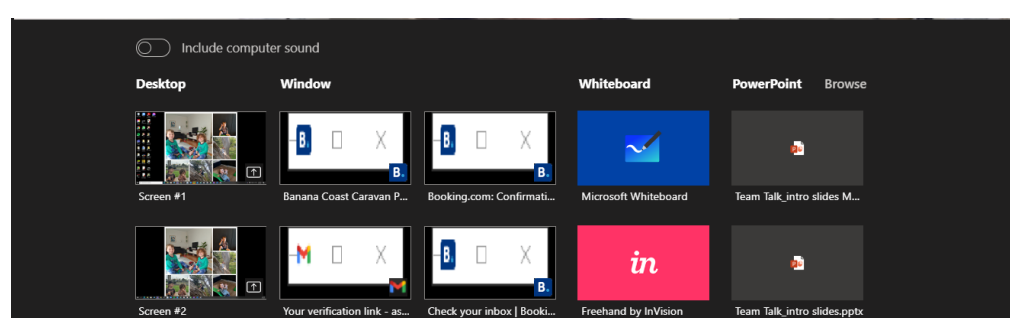 Include computer sound
Desktop
Window
Whiteboard
PowerPoint
Browse
B.
B.
B.
B.
Screen #1
Banana Coast Caravan P...
Booking.com: Confirmati...
Microsoft Whiteboard
Team Talk_intro slides M...
in
B.
B.
Screen #2
Your verification link - as...
Check your inbox | Booki...
Freehand by InVision
Team Talk_intro slides.pptx